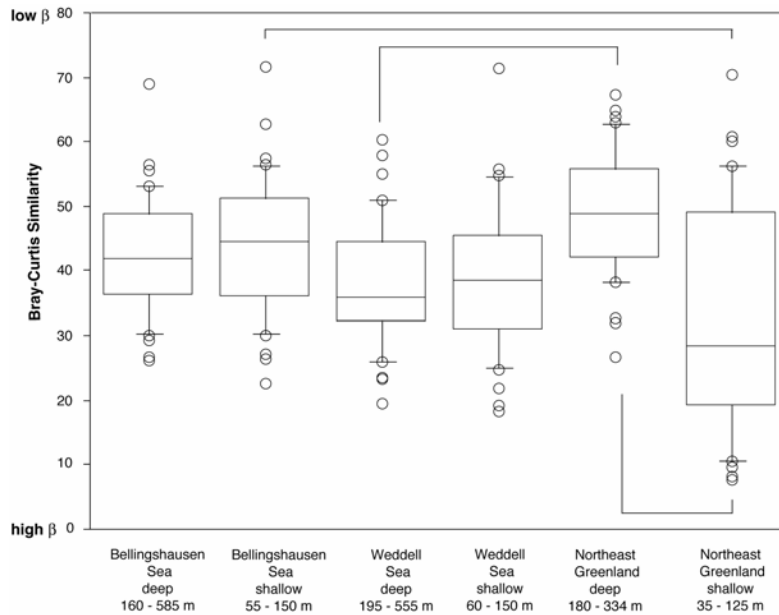 low β
80
70
60
50
40
30
20
10
0
high β
Bray-Curtis Similarity
Bellingshausen
Sea
deep
160 - 585 m
Bellingshausen
Sea
shallow
55 - 150 m
Weddell
Sea
deep
195 - 555 m
Weddell
Sea
shallow
60 - 150 m
Northeast
Greenland
deep
180 - 334 m
Northeast
Greenland
shallow
35 - 125 m